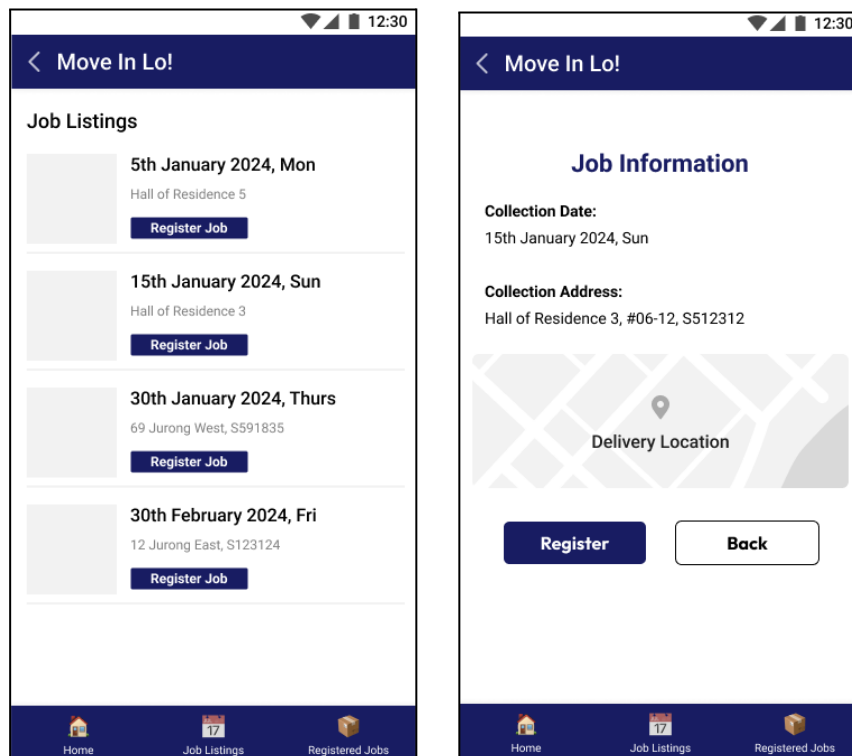 12:30
Move In Lo!
Job Listings
5th January 2024, Mon
Hall of Residence 5
Register Job
15th January 2024, Sun
Hall of Residence 3
Register Job
30th January 2024, Thurs
69 Jurong West, S591835
Register Job
30th February 2024, Fri
12 Jurong East, S123124
Register Job
Home
17
Job Listings
Registered Jobs
12:30
Move In Lo!
Job Information
Collection Date:
15th January 2024, Sun
Collection Address:
Hall of Residence 3, #06-12, S512312
Delivery Location
Register
Back
Home
17
Job Listings
Registered Jobs